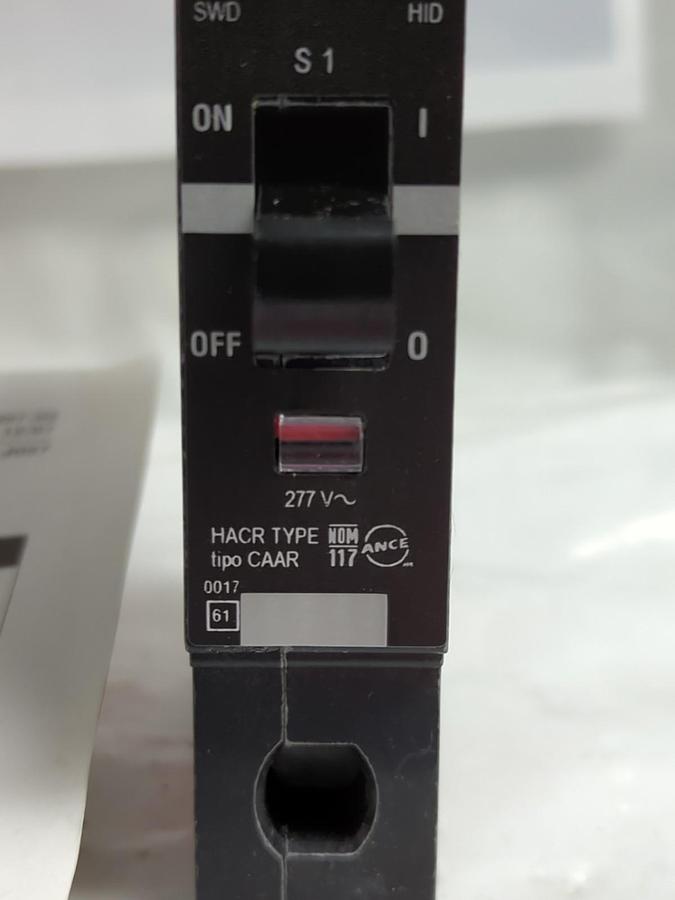 SWD HID
S 1
ON I
OFF O
277 V~
HACR TYPE NOM
tipo CAAR 117 ANCE
0017
61